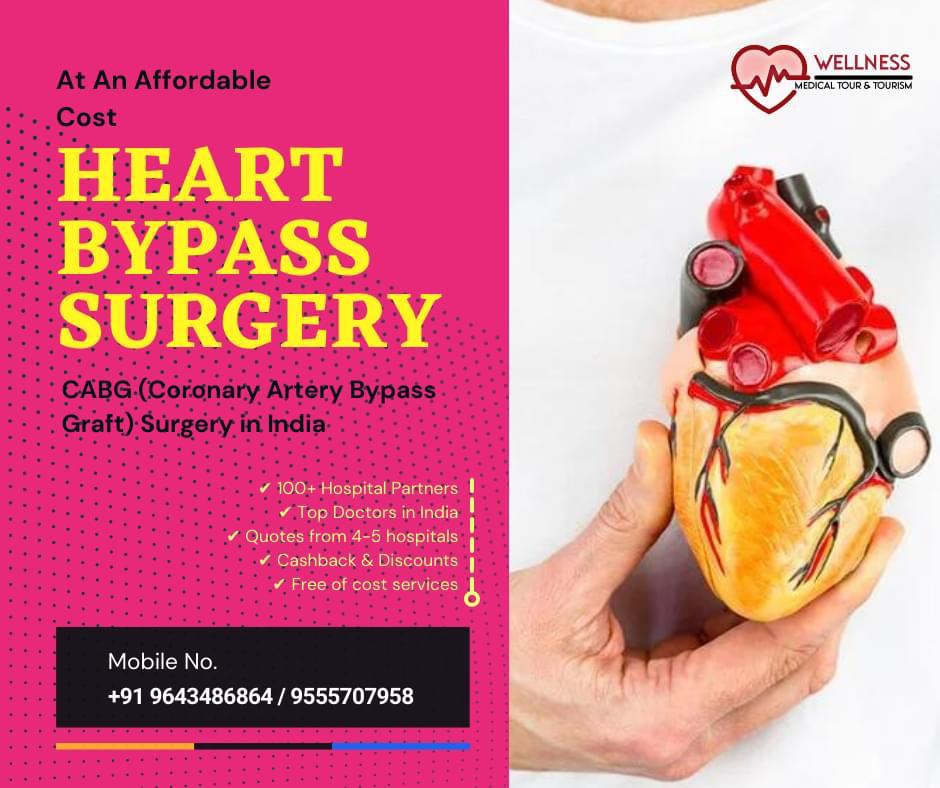 At An Affordable
Cost
HEART
BYPASS
SURGERY
CABG (Coronary Artery Bypass
Graft) Surgery in India
✔ 100+ Hospital Partners
✔ Top Doctors in India
✔ Quotes from 4-5 hospitals
✔ Cashback & Discounts
✔ Free of cost services
Mobile No.
+91 9643486864 / 9555707958
WELLNESS
MEDICAL TOUR & TOURISM